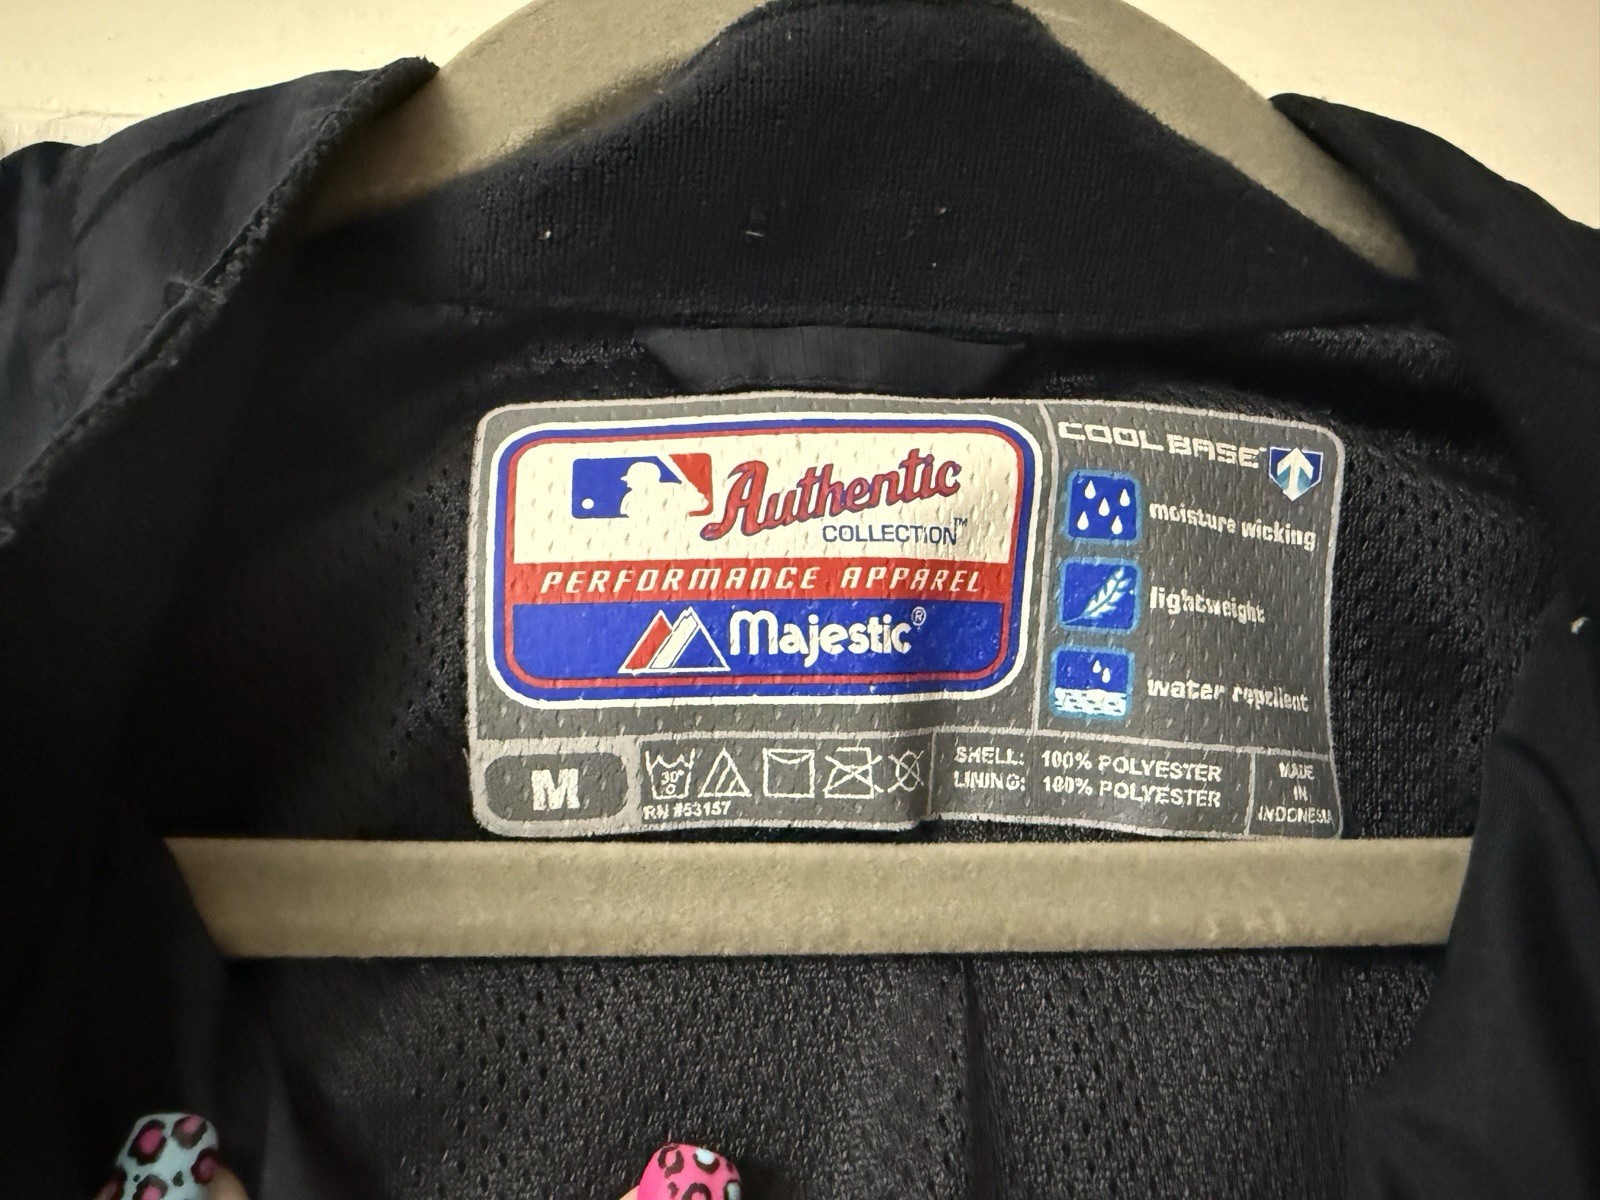 Authentic
COLLECTION™
PERFORMANCE APPAREL
Majestic®
COOL BASE
moisture wicking
lightweight
water repellent
M
30°
RN #53157
SHELL: 100% POLYESTER
LINING: 100% POLYESTER
MADE
IN
INDONESI